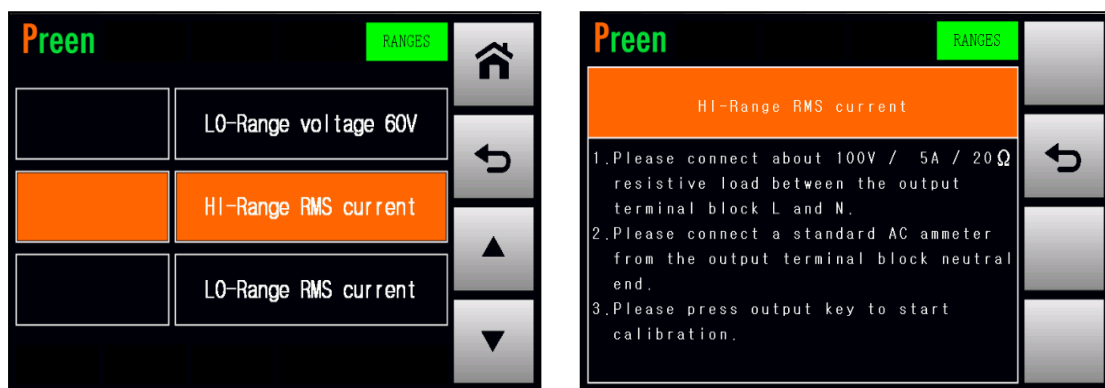 Preen
RANGES
LO-Range voltage 60V
HI-Range RMS current
LO-Range RMS current
Preen
RANGES
HI-Range RMS current
1.Please connect about 100V / 5A / 20Ω
resistive load between the output
terminal block L and N.
2.Please connect a standard AC ammeter
from the output terminal block neutral
end.
3.Please press output key to start
calibration.